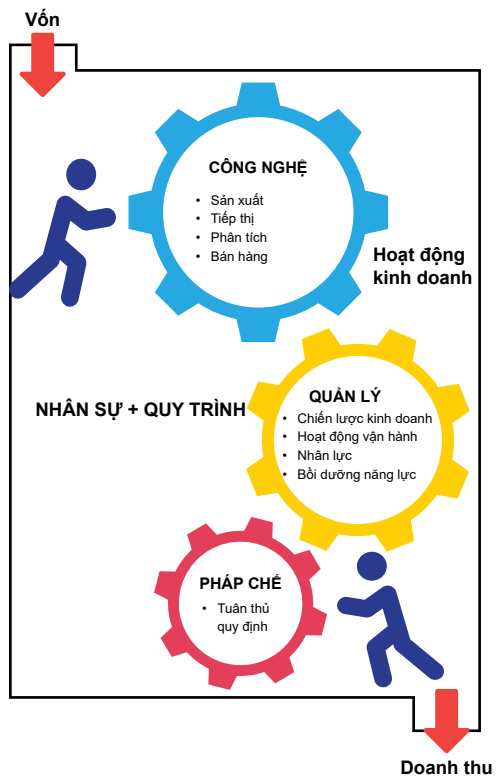 Vốn
CÔNG NGHỆ
• Sản xuất
• Tiếp thị
• Phân tích
• Bán hàng
Hoạt động
kinh doanh
NHÂN SỰ + QUY TRÌNH
QUẢN LÝ
• Chiến lược kinh doanh
• Hoạt động vận hành
• Nhân lực
• Bồi dưỡng năng lực
PHÁP CHẾ
• Tuân thủ
quy định
Doanh thu